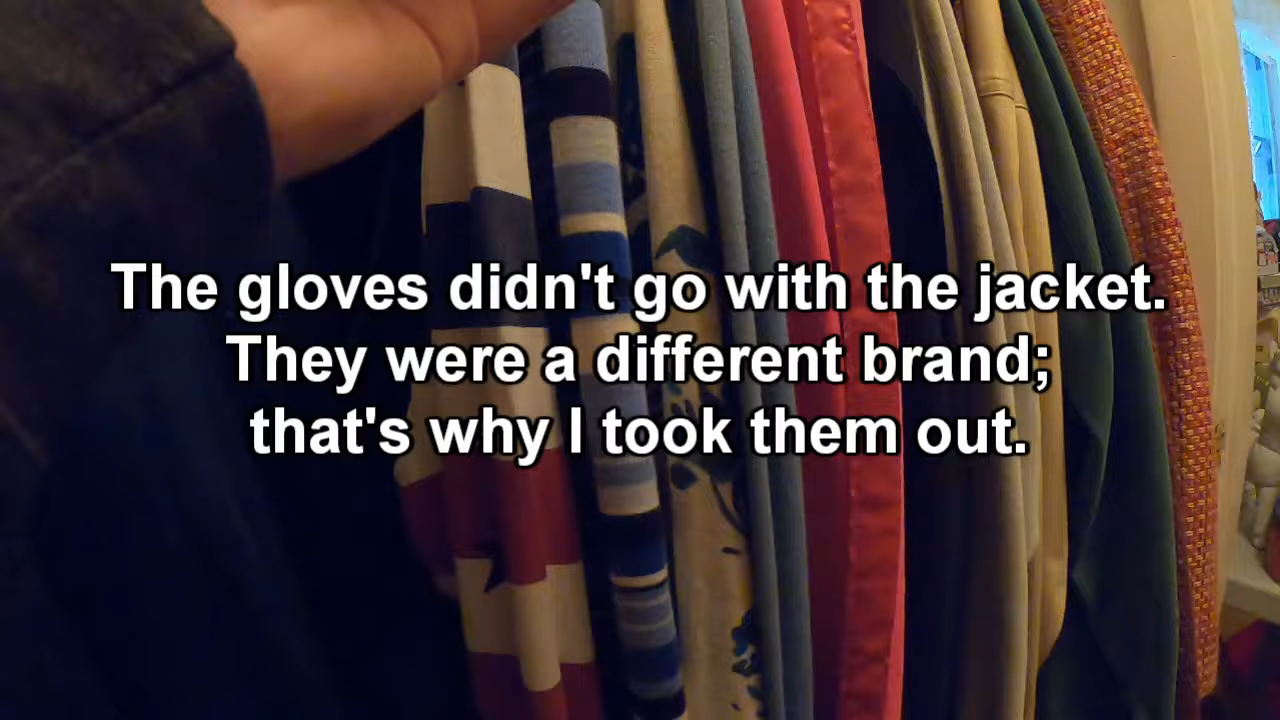 The gloves didn't go with the jacket.
They were a different brand;
that's why I took them out.